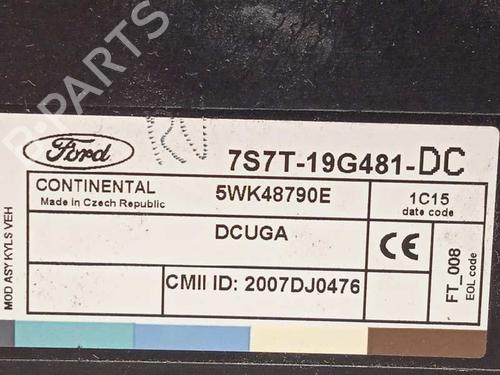 B-PARTS
Ford
7S7T-19G481-DC
CONTINENTAL
Made in Czech Republic
5WK48790E
1C15
date code
DCUGA
CE
CMII ID: 2007DJ0476
FT_008
EOL code
MOD ASY KYLS VEH